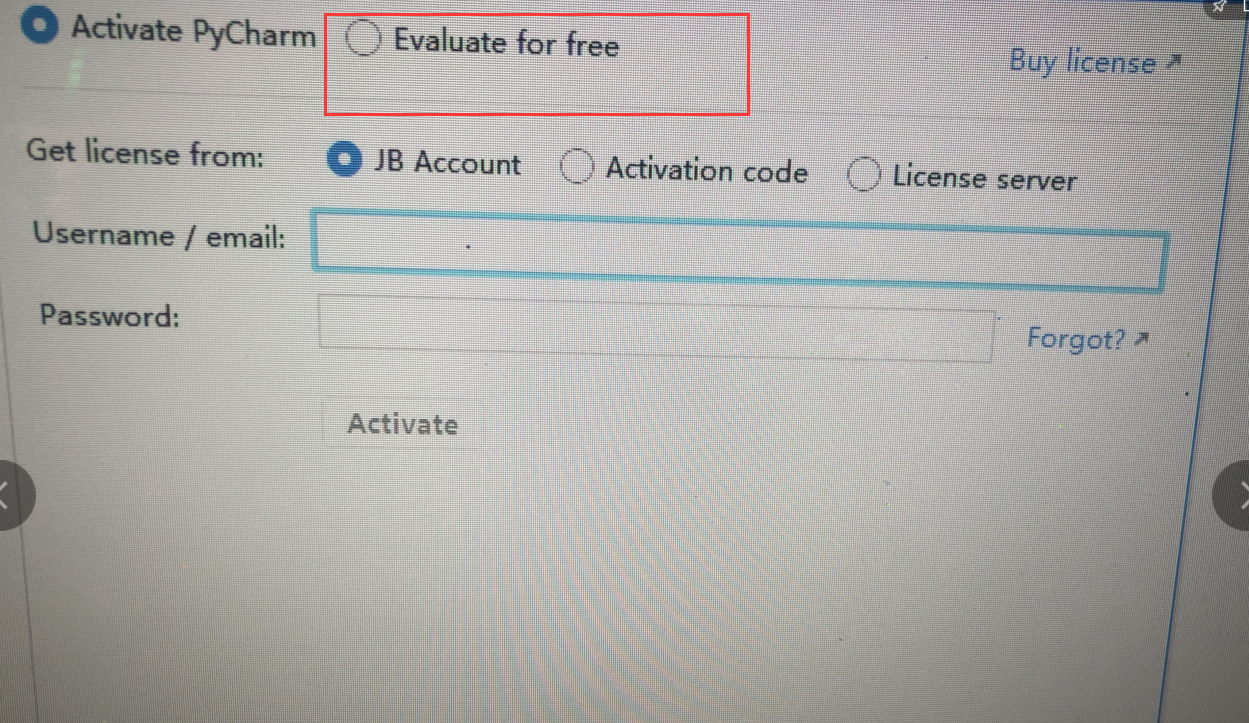 Activate PyCharm Evaluate for free Buy license
Get license from: JB Account Activation code License server
Username / email:
Password: Forgot?
Activate